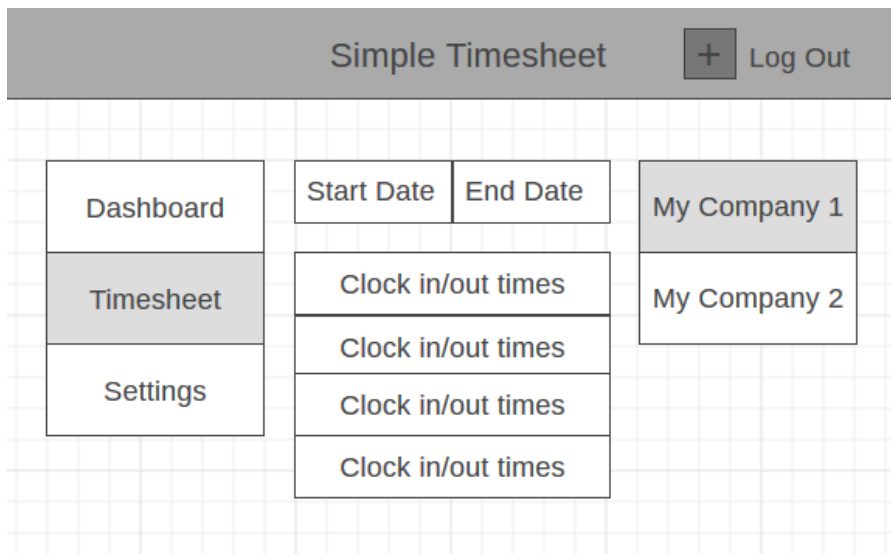 Simple Timesheet
+ Log Out
Dashboard
Timesheet
Settings
Start Date
End Date
Clock in/out times
Clock in/out times
Clock in/out times
Clock in/out times
My Company 1
My Company 2